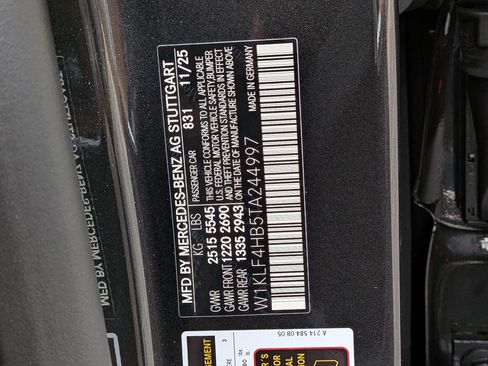 MFD BY MERCEDES-BENZ AG STUTTGART
831 11/25
KG LBS PASSENGER CAR
GVWR 2515 5545
GAWR FRONT 1220 2690
GAWR REAR 1335 2943
THIS VEHICLE CONFORMS TO ALL APPLICABLE
U.S. FEDERAL MOTOR VEHICLE SAFETY,BUMPER
AND THEFT PREVENTION STANDARDS IN EFFECT
ON THE DATE OF MANUFACTURE SHOWN ABOVE
MADE IN GERMANY
W1KLF4HB5TA244997
A 214 584 08 05